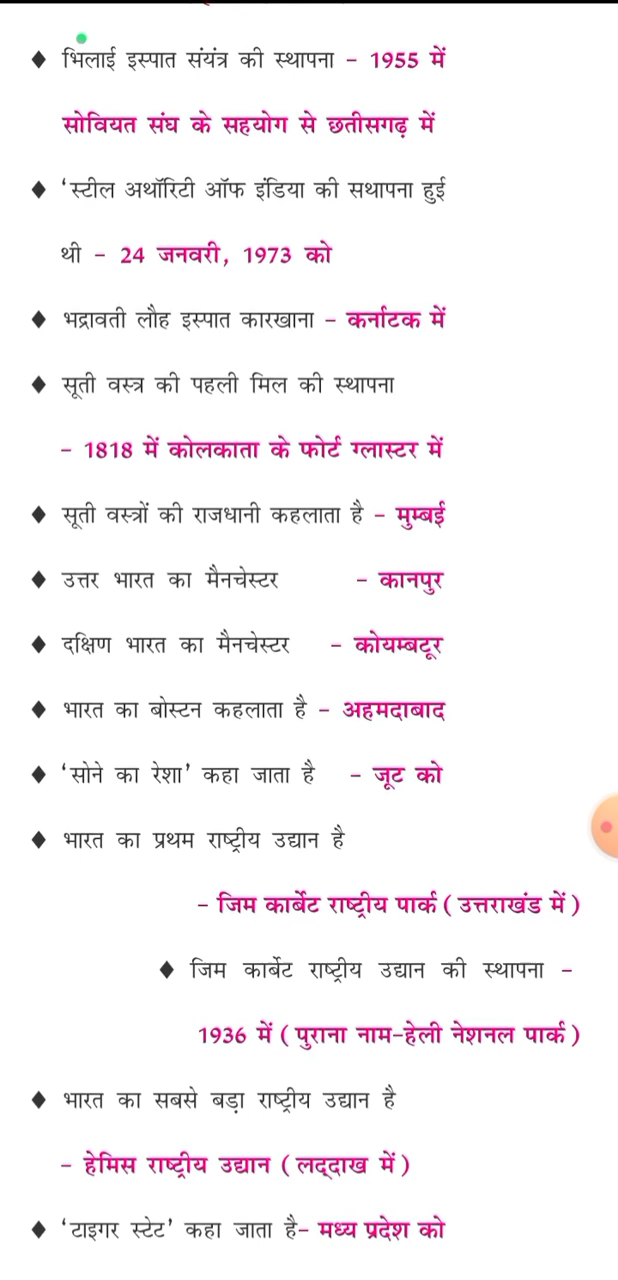 ◆ भिलाई इस्पात संयंत्र की स्थापना - 1955 में
सोवियत संघ के सहयोग से छतीसगढ़ में
◆ ‘स्टील अथॉरिटी ऑफ इंडिया की सथापना हुई
थी - 24 जनवरी, 1973 को
◆ भद्रावती लौह इस्पात कारखाना - कर्नाटक में
◆ सूती वस्त्र की पहली मिल की स्थापना
- 1818 में कोलकाता के फोर्ट ग्लास्टर में
◆ सूती वस्त्रों की राजधानी कहलाता है - मुम्बई
◆ उत्तर भारत का मैनचेस्टर - कानपुर
◆ दक्षिण भारत का मैनचेस्टर - कोयम्बटूर
◆ भारत का बोस्टन कहलाता है - अहमदाबाद
◆ ‘सोने का रेशा’ कहा जाता है - जूट को
◆ भारत का प्रथम राष्ट्रीय उद्यान है
- जिम कार्बेट राष्ट्रीय पार्क ( उत्तराखंड में )
◆ जिम कार्बेट राष्ट्रीय उद्यान की स्थापना -
1936 में ( पुराना नाम-हेली नेशनल पार्क )
◆ भारत का सबसे बड़ा राष्ट्रीय उद्यान है
- हेमिस राष्ट्रीय उद्यान ( लद्दाख में )
◆ ‘टाइगर स्टेट’ कहा जाता है- मध्य प्रदेश को